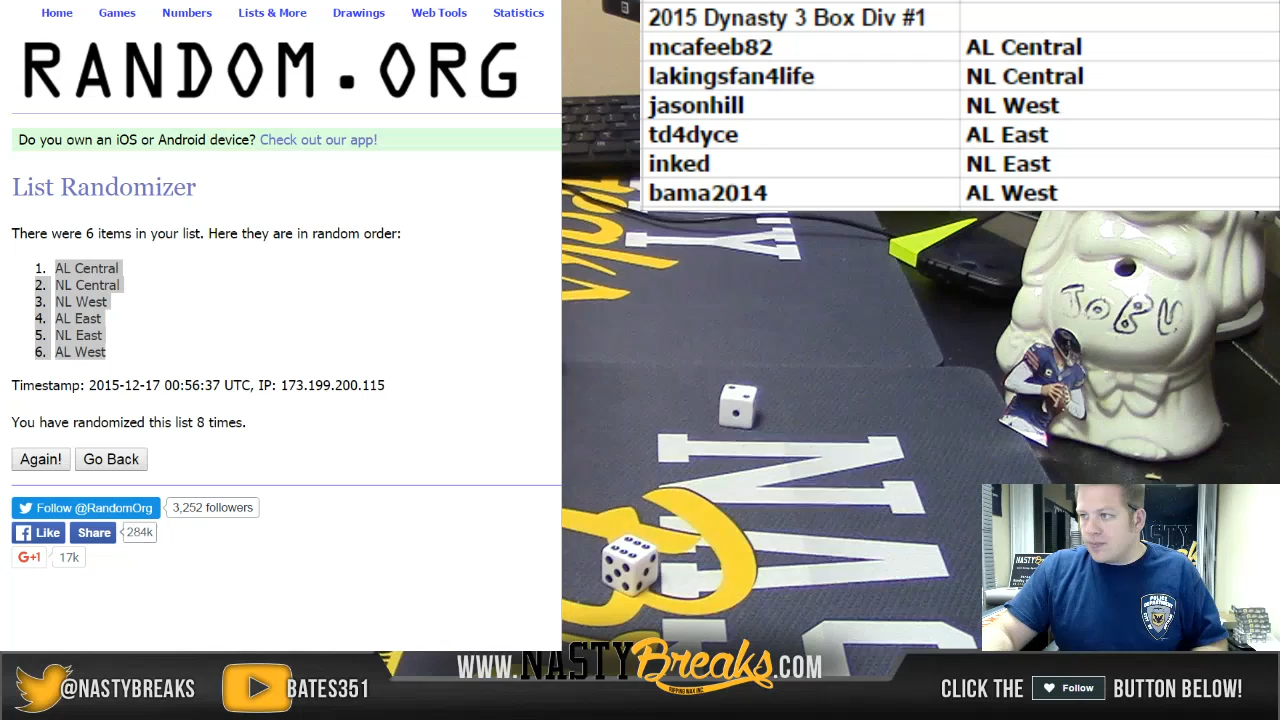 Home Games Numbers Lists & More Drawings Web Tools Statistics
RANDOM.ORG
Do you own an iOS or Android device? Check out our app!
List Randomizer
There were 6 items in your list. Here they are in random order:
1. AL Central
2. NL Central
3. NL West
4. AL East
5. NL East
6. AL West
Timestamp: 2015-12-17 00:56:37 UTC, IP: 173.199.200.115
You have randomized this list 8 times.
Again! Go Back
Follow @RandomOrg 3,252 followers
Like Share 284k
G+1 17k
2015 Dynasty 3 Box Div #1
mcafeeb82 AL Central
lakingsfan4life NL Central
jasonhill NL West
td4dyce AL East
inked NL East
bama2014 AL West
JOBU
NASTY
POLICE
@NASTYBREAKS
BATES351
WWW.NASTYBreaks.COM
RIPPING WAX INC.
CLICK THE Follow BUTTON BELOW!